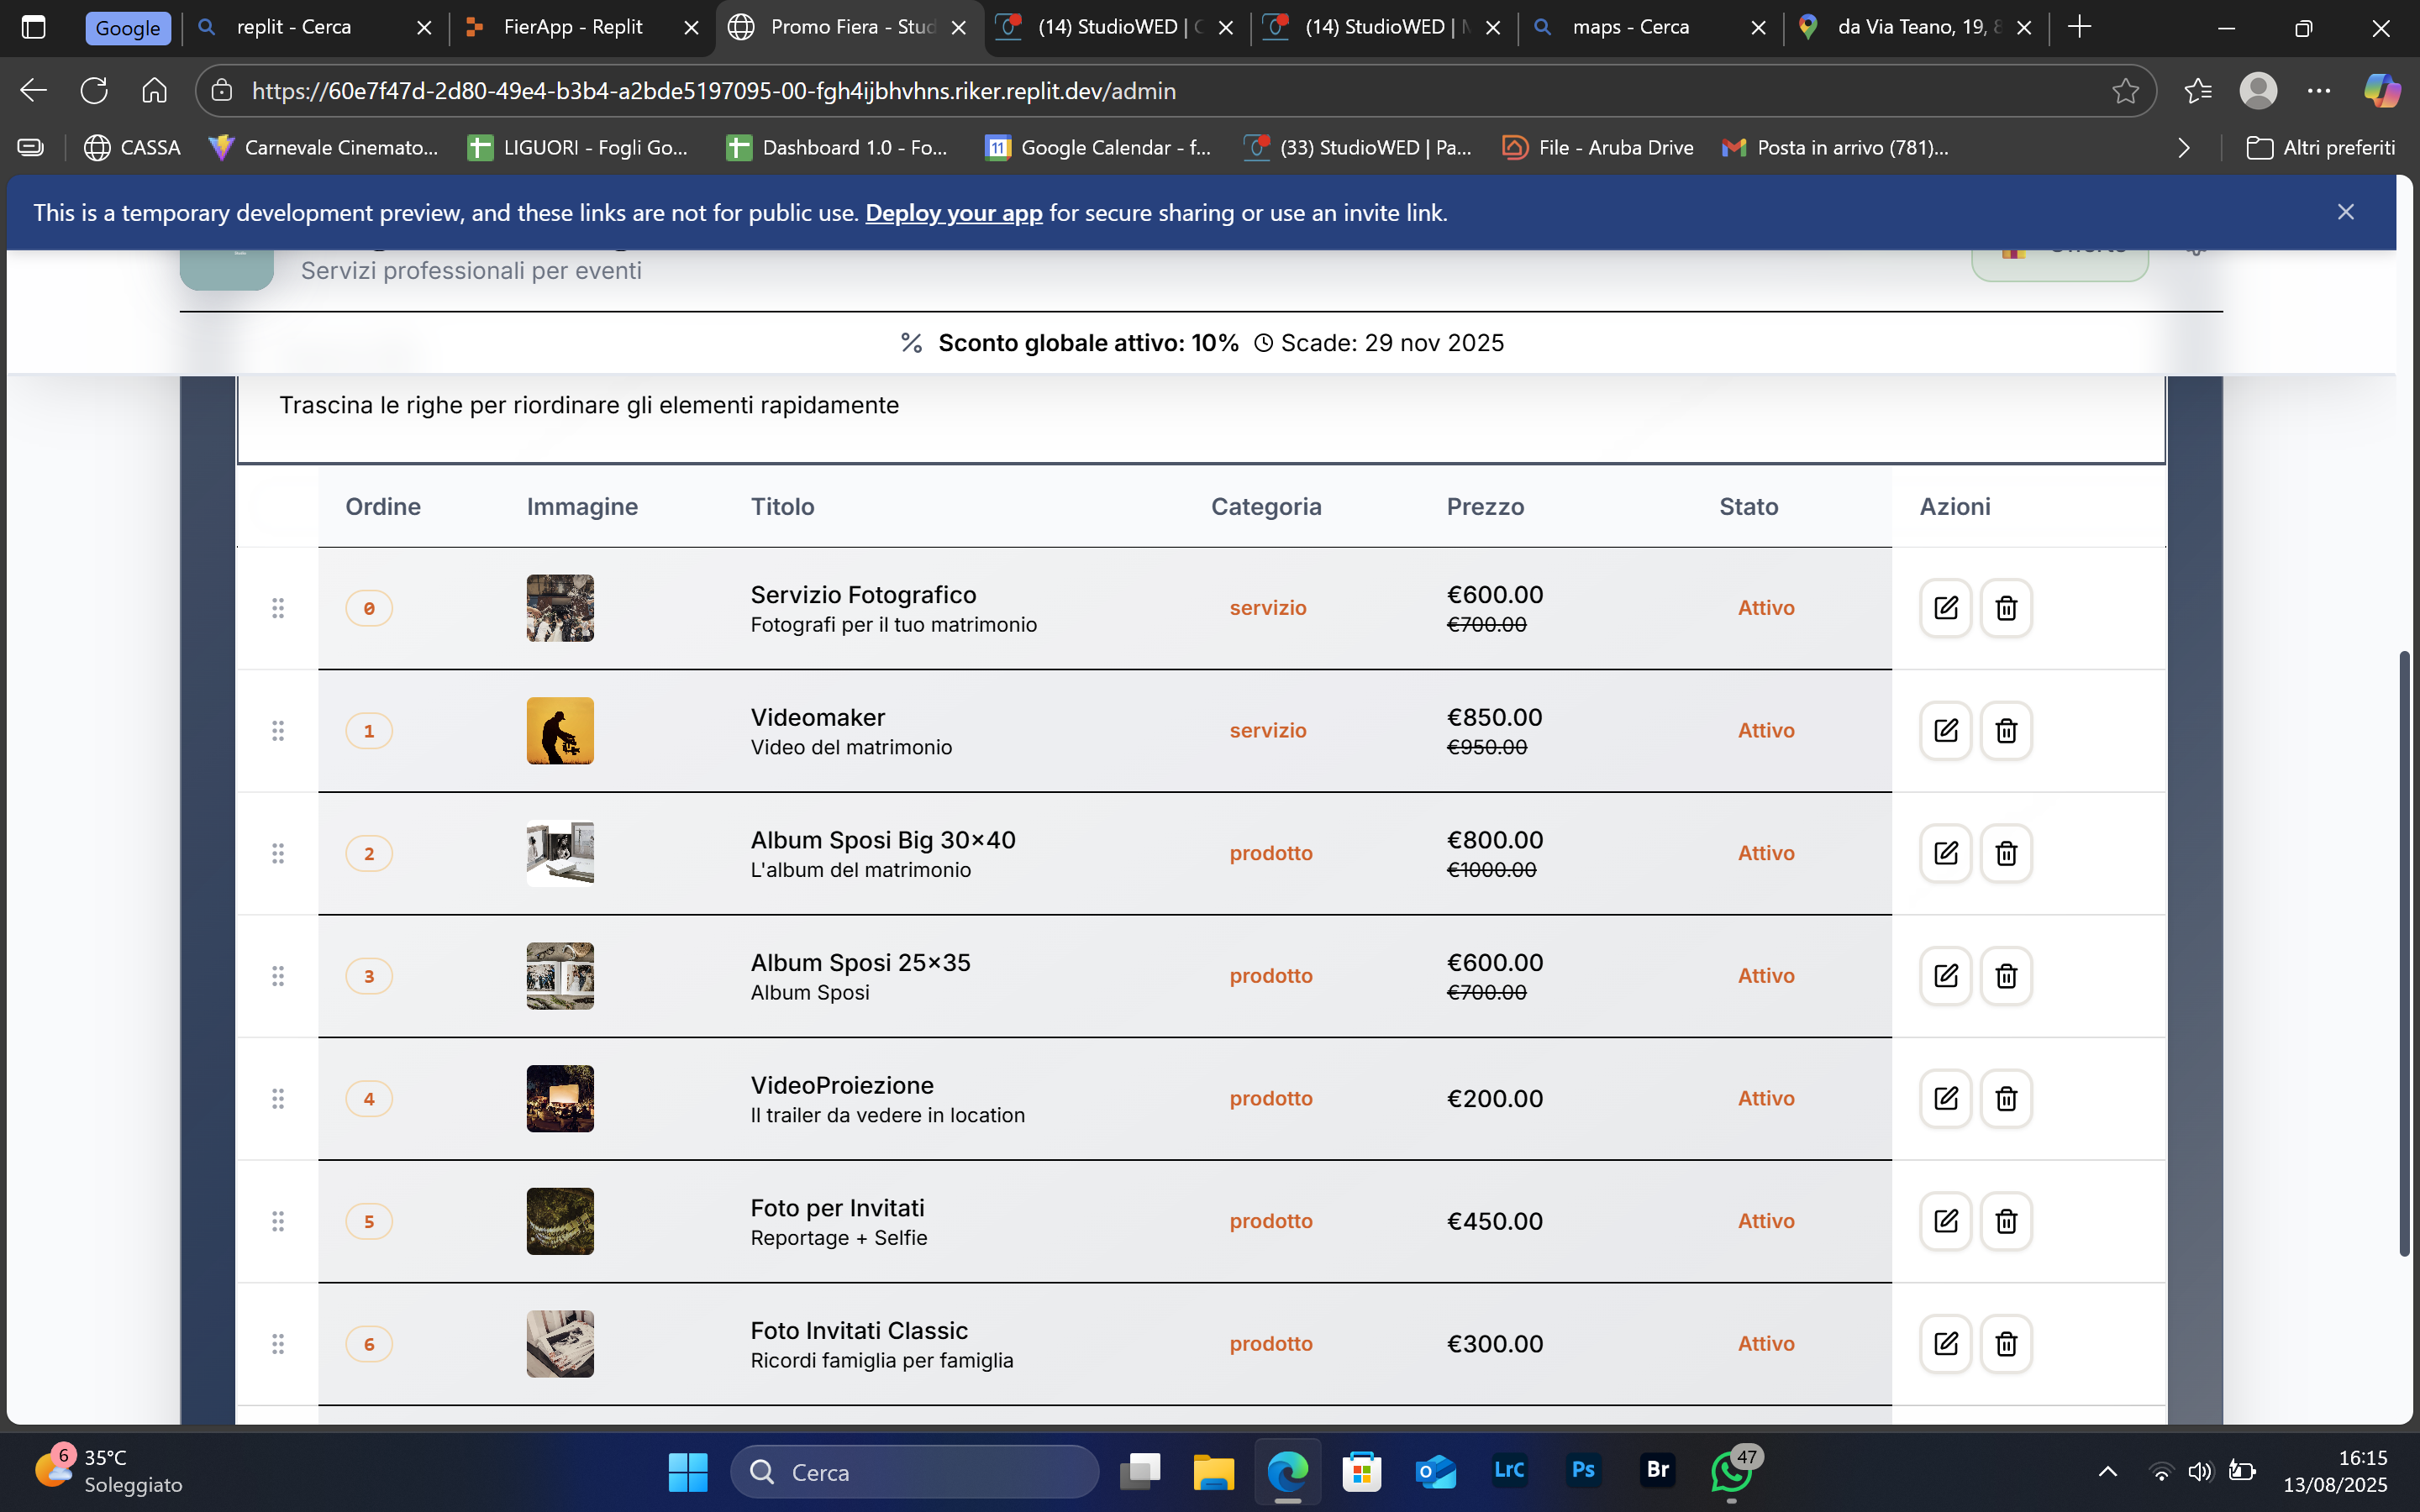 Google
replit - Cerca
FierApp - Replit
Promo Fiera - Stud
(14) StudioWED |
(14) StudioWED |
maps - Cerca
da Via Teano, 19,
https://60e7f47d-2d80-49e4-b3b4-a2bde5197095-00-fgh4ijbhvhns.riker.replit.dev/admin
CASSA
Carnevale Cinemato...
LIGUORI - Fogli Go...
Dashboard 1.0 - Fo...
11
Google Calendar - f...
(33) StudioWED | Pa...
File - Aruba Drive
Posta in arrivo (781)...
Altri preferiti
This is a temporary development preview, and these links are not for public use. Deploy your app for secure sharing or use an invite link.
Servizi professionali per eventi
% Sconto globale attivo: 10% Scade: 29 nov 2025
Trascina le righe per riordinare gli elementi rapidamente
Ordine Immagine Titolo Categoria Prezzo Stato Azioni
0 Servizio Fotografico servizio €600.00 Attivo
Fotografi per il tuo matrimonio €700.00
1 Videomaker servizio €850.00 Attivo
Video del matrimonio €950.00
2 Album Sposi Big 30×40 prodotto €800.00 Attivo
L'album del matrimonio €1000.00
3 Album Sposi 25×35 prodotto €600.00 Attivo
Album Sposi €700.00
4 VideoProiezione prodotto €200.00 Attivo
Il trailer da vedere in location
5 Foto per Invitati prodotto €450.00 Attivo
Reportage + Selfie
6 Foto Invitati Classic prodotto €300.00 Attivo
Ricordi famiglia per famiglia
6
35°C
Soleggiato
Cerca
LrC
Ps
Br
47
16:15
13/08/2025